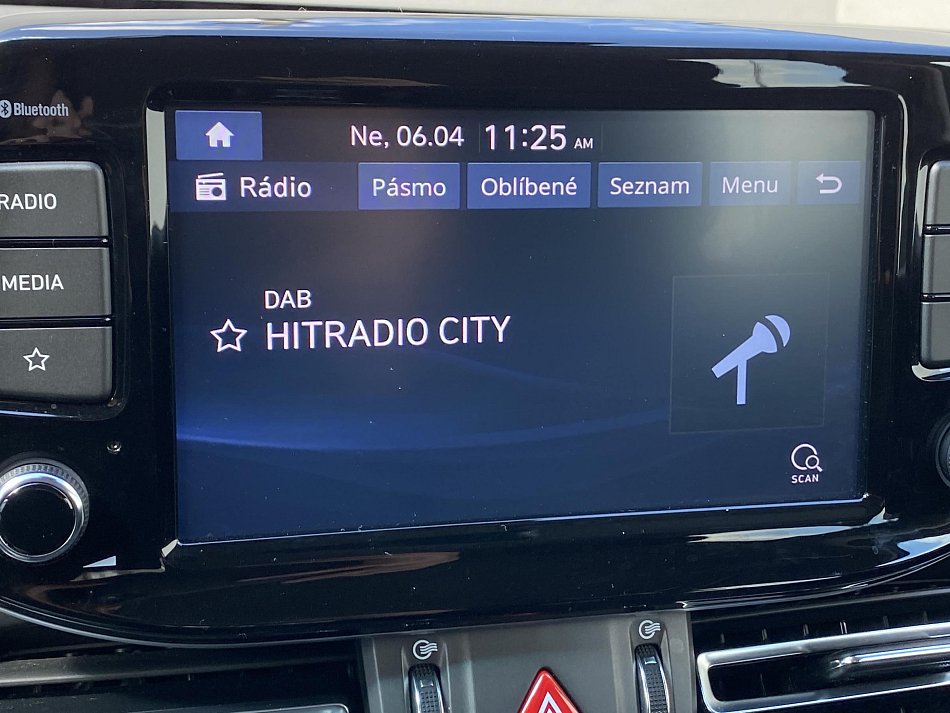 Bluetooth
Ne, 06.04 11:25 AM
Rádio Pásmo Oblíbené Seznam Menu
RADIO
MEDIA
DAB
HITRADIO CITY
SCAN